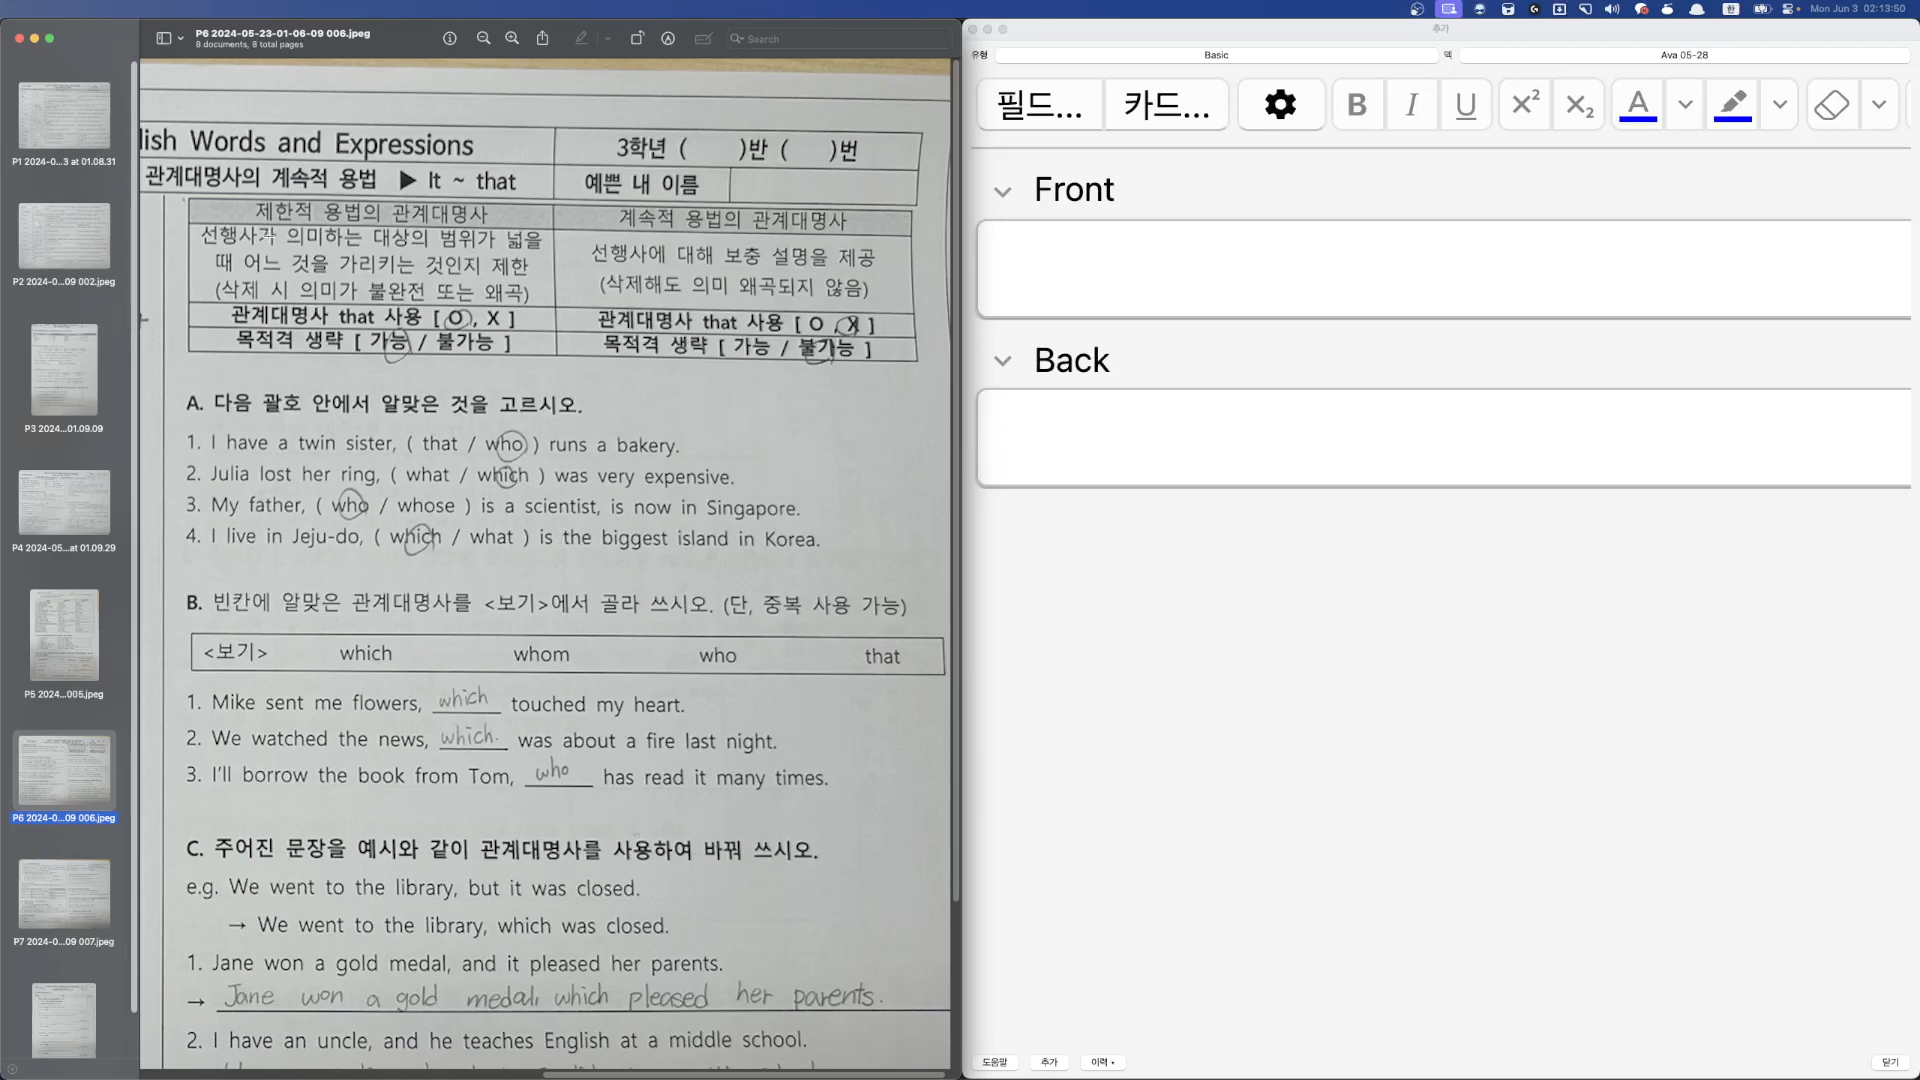 Mon Jun 3 02:13:50
P6 2024-05-23-01-06-09 006.jpeg
8 documents, 8 total pages
Search
P1 2024-0...3 at 01.08.31
P2 2024-0...09 002.jpeg
P3 2024....01.09.09
P4 2024-05...at 01.09.29
P5 2024...005.jpeg
P6 2024-0...09 006.jpeg
P7 2024-0...09 007.jpeg
lish Words and Expressions
3학년 ( )반 ( )번
관계대명사의 계속적 용법 ▶ It ~ that
예쁜 내 이름
제한적 용법의 관계대명사
계속적 용법의 관계대명사
선행사가 의미하는 대상의 범위가 넓을
때 어느 것을 가리키는 것인지 제한
(삭제 시 의미가 불완전 또는 왜곡)
선행사에 대해 보충 설명을 제공
(삭제해도 의미 왜곡되지 않음)
관계대명사 that 사용 [ O , X ]
관계대명사 that 사용 [ O , X ]
목적격 생략 [ 가능 / 불가능 ]
목적격 생략 [ 가능 / 불가능 ]
A. 다음 괄호 안에서 알맞은 것을 고르시오.
1. I have a twin sister, ( that / who ) runs a bakery.
2. Julia lost her ring, ( what / which ) was very expensive.
3. My father, ( who / whose ) is a scientist, is now in Singapore.
4. I live in Jeju-do, ( which / what ) is the biggest island in Korea.
B. 빈칸에 알맞은 관계대명사를 <보기>에서 골라 쓰시오. (단, 중복 사용 가능)
<보기> which whom who that
1. Mike sent me flowers, which touched my heart.
2. We watched the news, which. was about a fire last night.
3. I'll borrow the book from Tom, who has read it many times.
C. 주어진 문장을 예시와 같이 관계대명사를 사용하여 바꿔 쓰시오.
e.g. We went to the library, but it was closed.
→ We went to the library, which was closed.
1. Jane won a gold medal, and it pleased her parents.
→ Jane won a gold medal, which pleased her parents.
2. I have an uncle, and he teaches English at a middle school.
추가
유형 Basic 덱 Ava 05-28
필드... 카드... B I U X² X₂ A
Front
Back
도움말 추가 이력 닫기